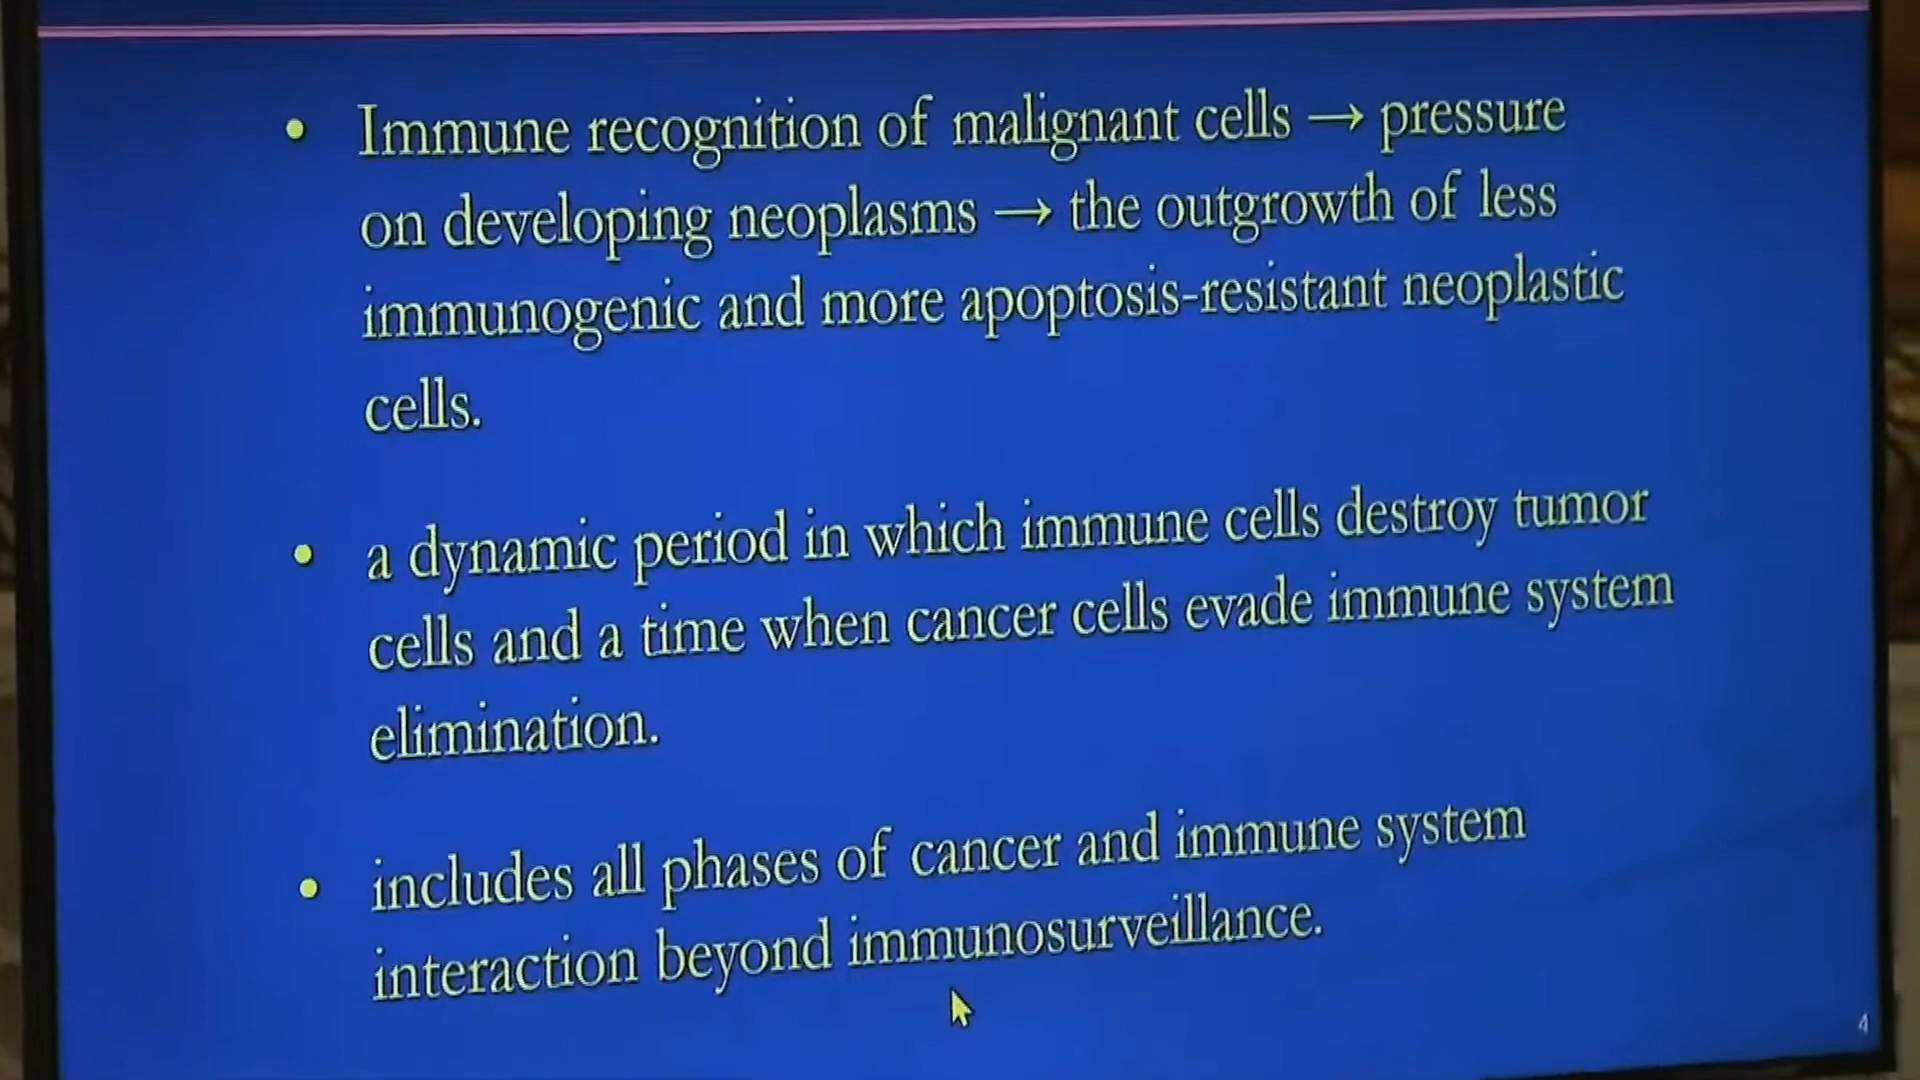 • Immune recognition of malignant cells → pressure
on developing neoplasms → the outgrowth of less
immunogenic and more apoptosis-resistant neoplastic
cells.
• a dynamic period in which immune cells destroy tumor
cells and a time when cancer cells evade immune system
elimination.
• includes all phases of cancer and immune system
interaction beyond immunosurveillance.
4